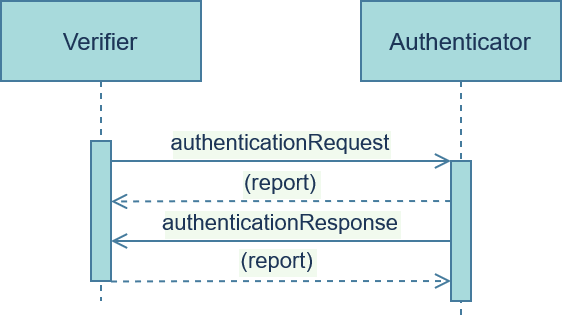 Verifier
Authenticator
authenticationRequest
(report)
authenticationResponse
(report)